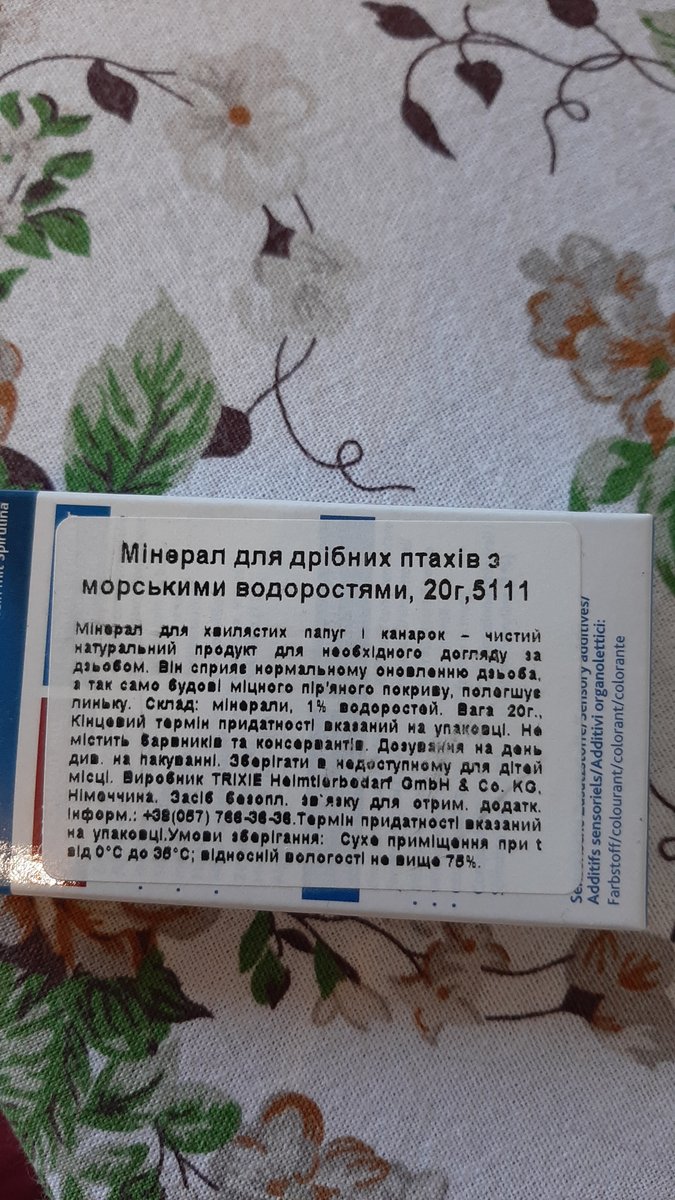 mit Spirulina
Мінерал для дрібних птахів з
морськими водоростями, 20г,5111
Мінерал для хвилястих папуг і канарок – чистий
натуральний продукт для необхідного догляду за
дзьобом. Він сприяє нормальному оновленню дзьоба,
а так само будові міцного пір'яного покриву, полегшує
линьку. Склад: мінерали, 1% водоростей. Вага 20г.,
Кінцевий термін придатності вказаний на упаковці. Не
містить барвників та консервантів. Дозування на день
див. на пакуванні. Зберігати в недоступному для дітей
місці. Виробник TRIXIE Heimtierbedarf GmbH & Co. KG,
Німеччина. Засіб безопл. зв'язку для отрим. додатк.
інформ.: +38(057) 766-36-36.Термін придатності вказаний
на упаковці.Умови зберігання: Сухе приміщення при t
від 0°C до 35°C; відносній вологості не вище 75%.
Sensory additives/
Additifs sensoriels/Additivi organolettici:
Farbstoff/colourant/colorant/colorante